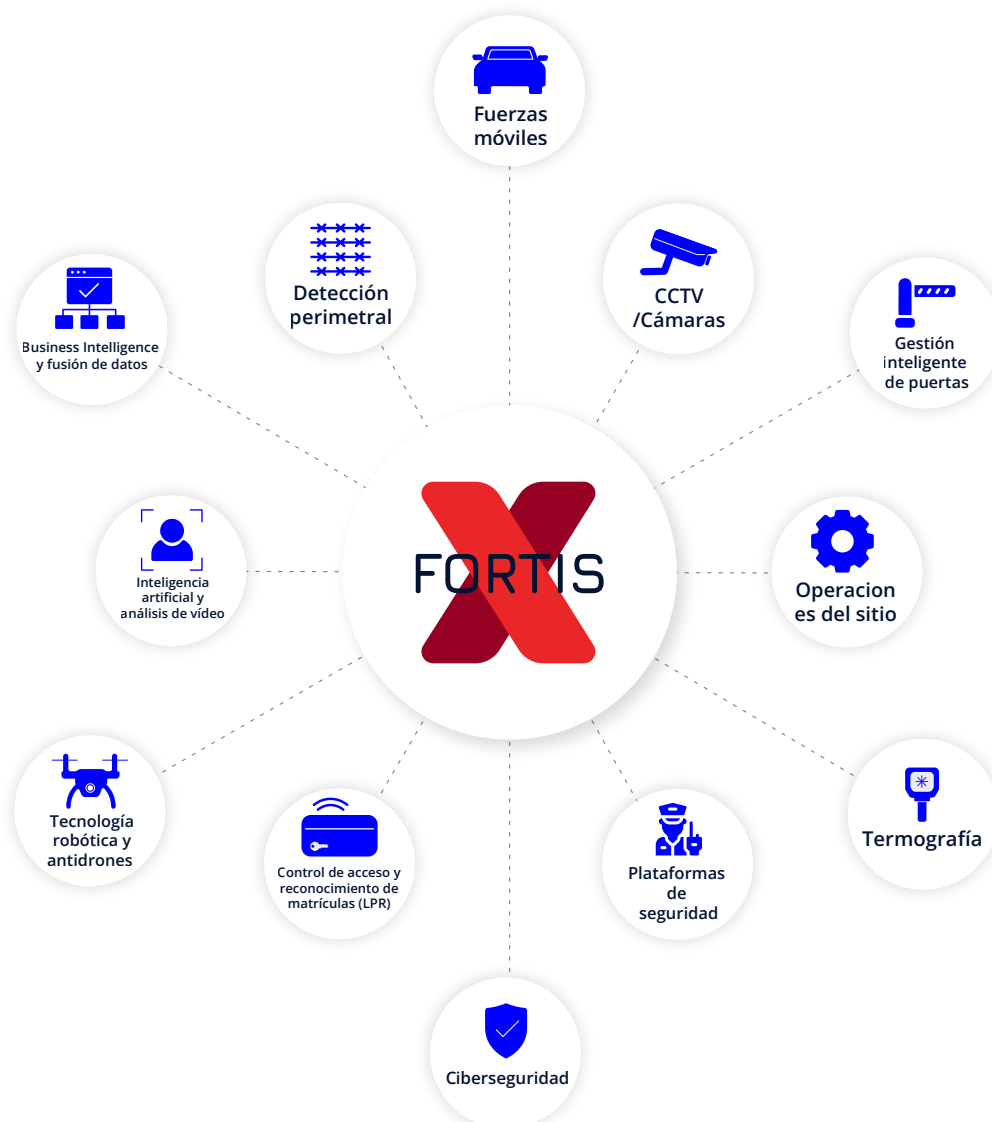 Fuerzas
móviles
Detección
perimetral
CCTV
/Cámaras
Business Intelligence
y fusión de datos
Gestión
inteligente
de puertas
FORTIS
Inteligencia
artificial y
análisis de vídeo
Operacion
es del sitio
Tecnología
robótica y
antidrones
Control de acceso y
reconocimiento de
matrículas (LPR)
Plataformas
de
seguridad
Termografía
Ciberseguridad